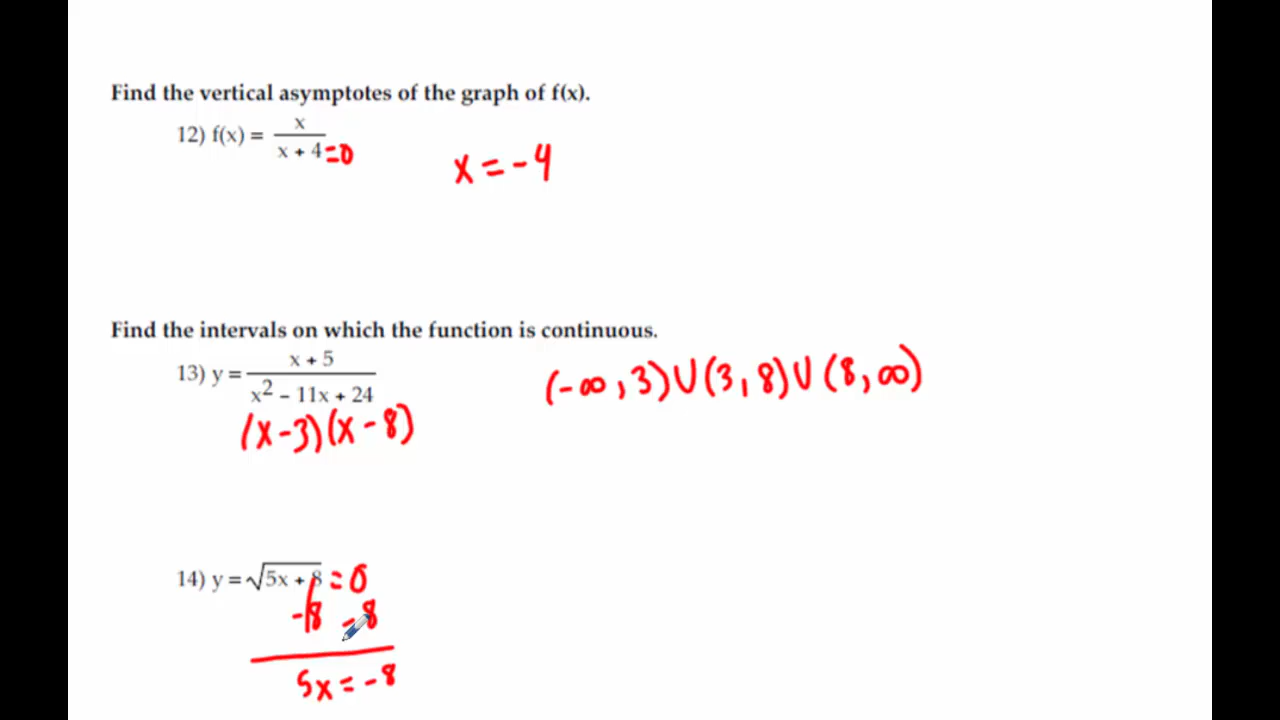 Find the vertical asymptotes of the graph of f(x).
12) f(x) = x / x + 4 =0
x = -4
Find the intervals on which the function is continuous.
13) y = x + 5 / x² - 11x + 24
(-∞, 3)∪(3, 8)∪(8, ∞)
(x-3)(x-8)
14) y = √5x + 8 = 0
-8 -8
5x = -8